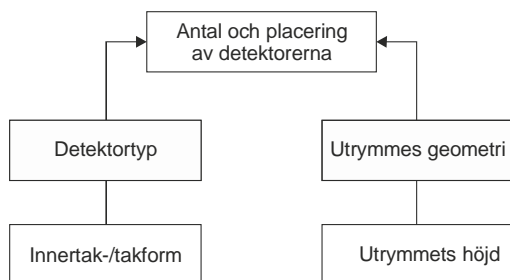 Antal och placering
av detektorerna
Detektortyp
Utrymmes geometri
Innertak-/takform
Utrymmets höjd